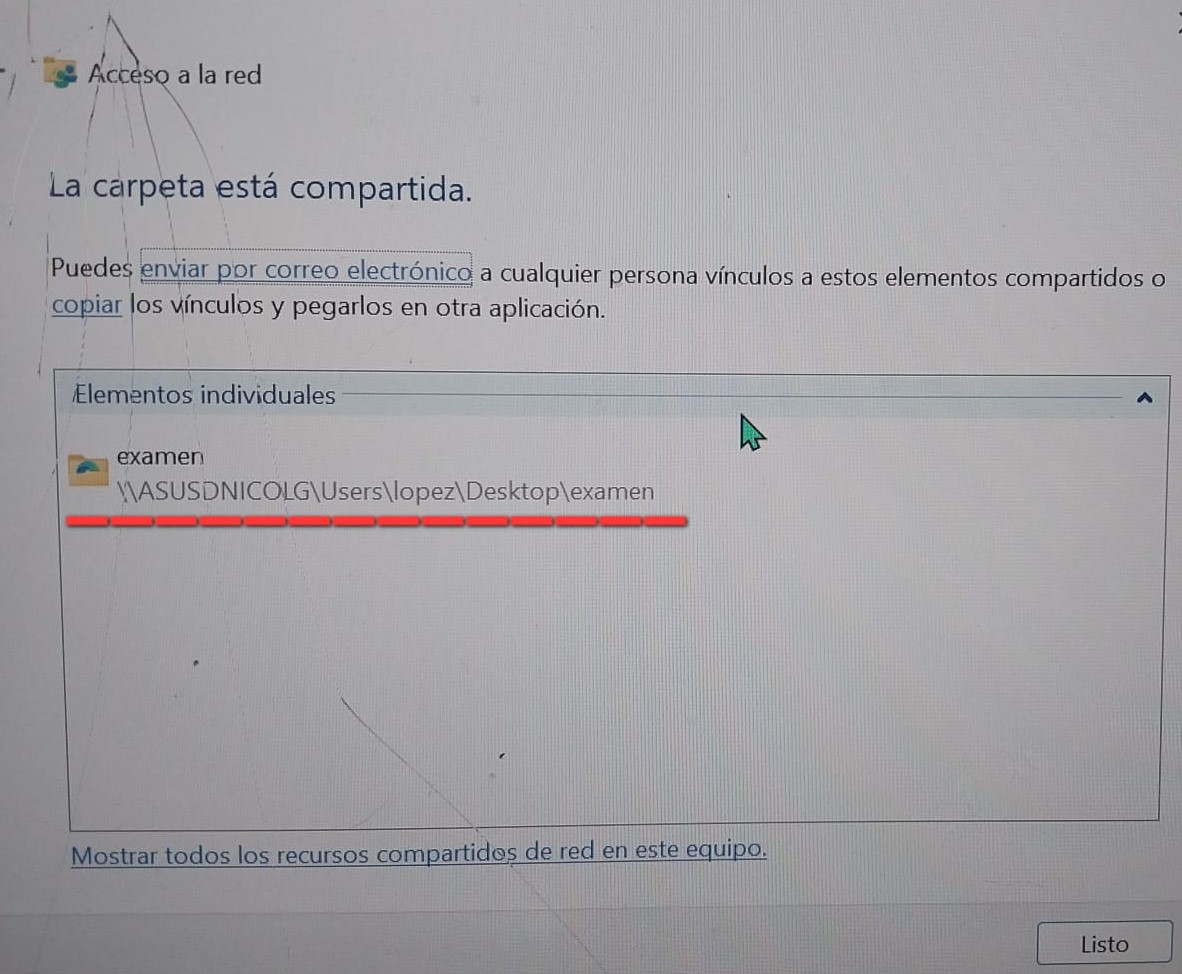 Acceso a la red
La carpeta está compartida.
Puedes enviar por correo electrónico a cualquier persona vínculos a estos elementos compartidos o
copiar los vínculos y pegarlos en otra aplicación.
Elementos individuales
examen
\\ASUSDNICOLG\Users\lopez\Desktop\examen
Mostrar todos los recursos compartidos de red en este equipo.
Listo